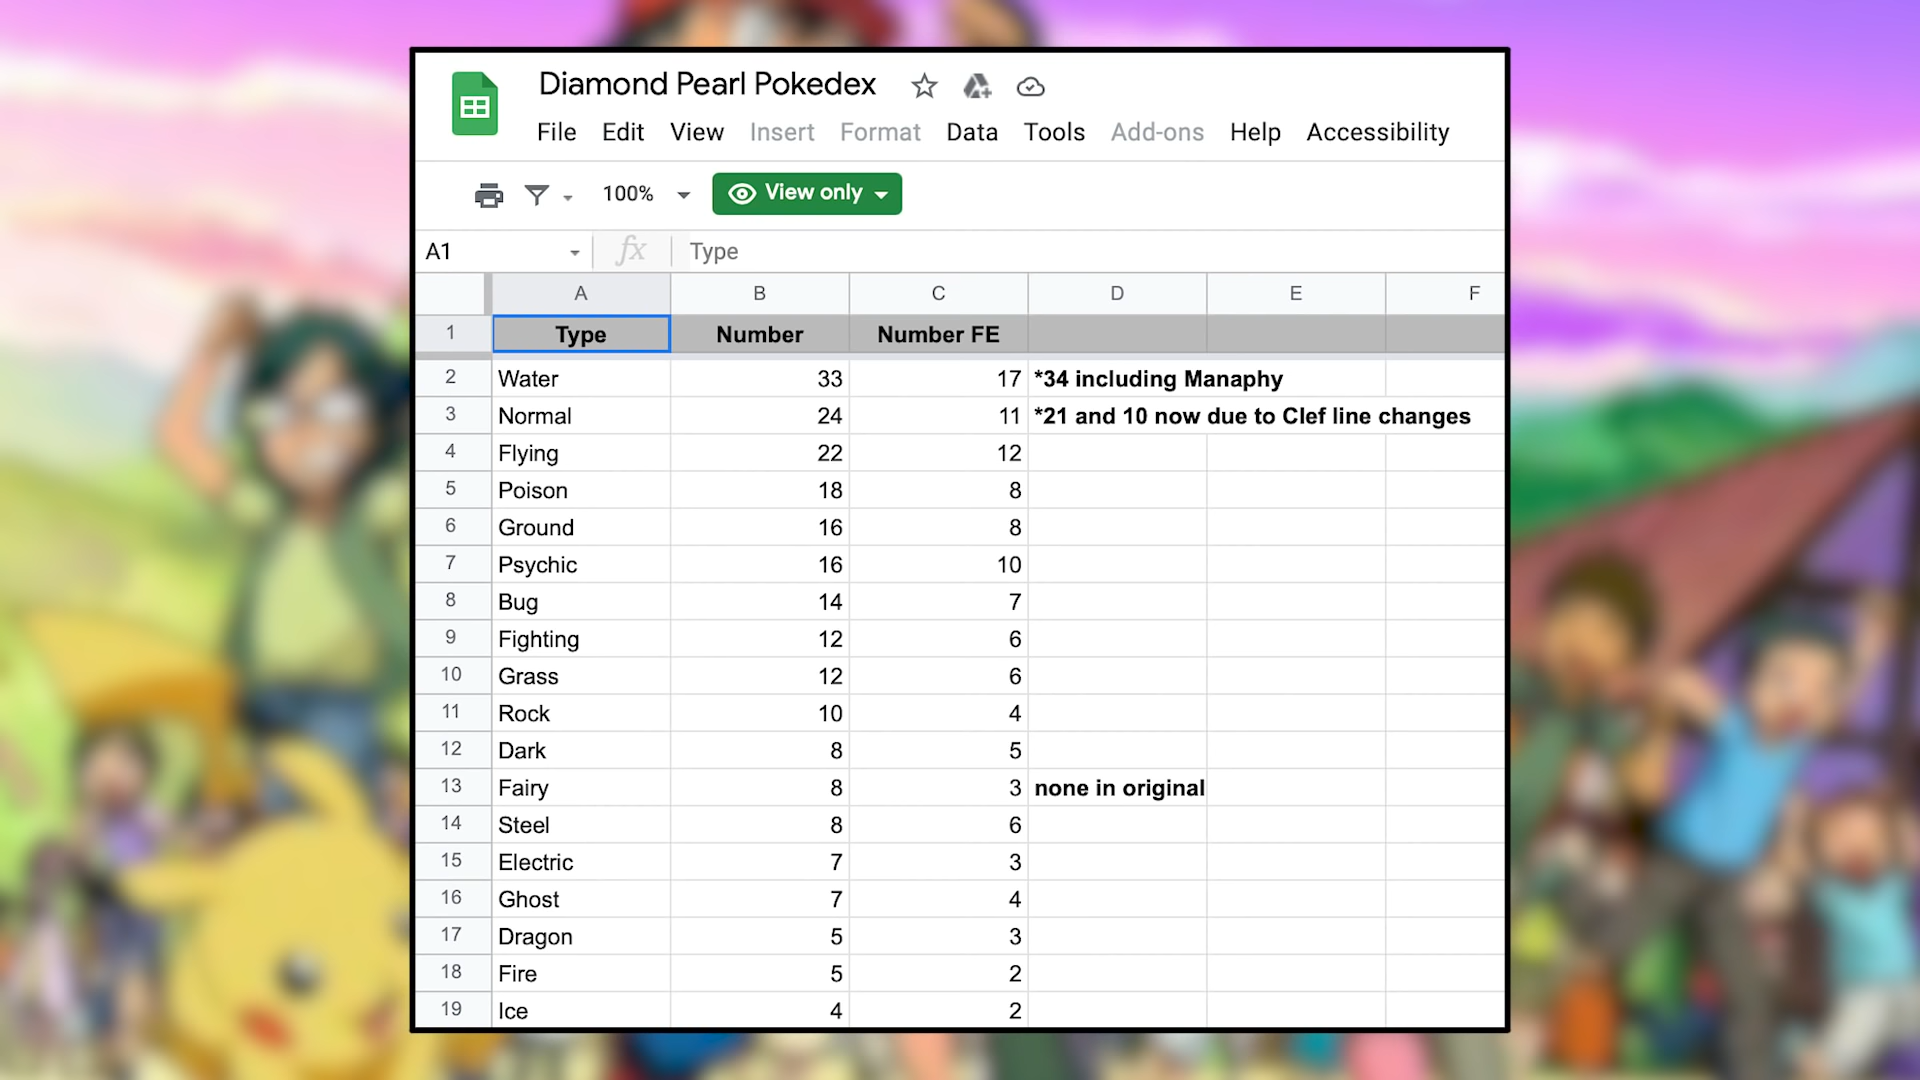 Diamond Pearl Pokedex
File Edit View Insert Format Data Tools Add-ons Help Accessibility
100% View only
A1 fx Type
A B C D E F
1 Type Number Number FE
2 Water 33 17 *34 including Manaphy
3 Normal 24 11 *21 and 10 now due to Clef line changes
4 Flying 22 12
5 Poison 18 8
6 Ground 16 8
7 Psychic 16 10
8 Bug 14 7
9 Fighting 12 6
10 Grass 12 6
11 Rock 10 4
12 Dark 8 5
13 Fairy 8 3 none in original
14 Steel 8 6
15 Electric 7 3
16 Ghost 7 4
17 Dragon 5 3
18 Fire 5 2
19 Ice 4 2